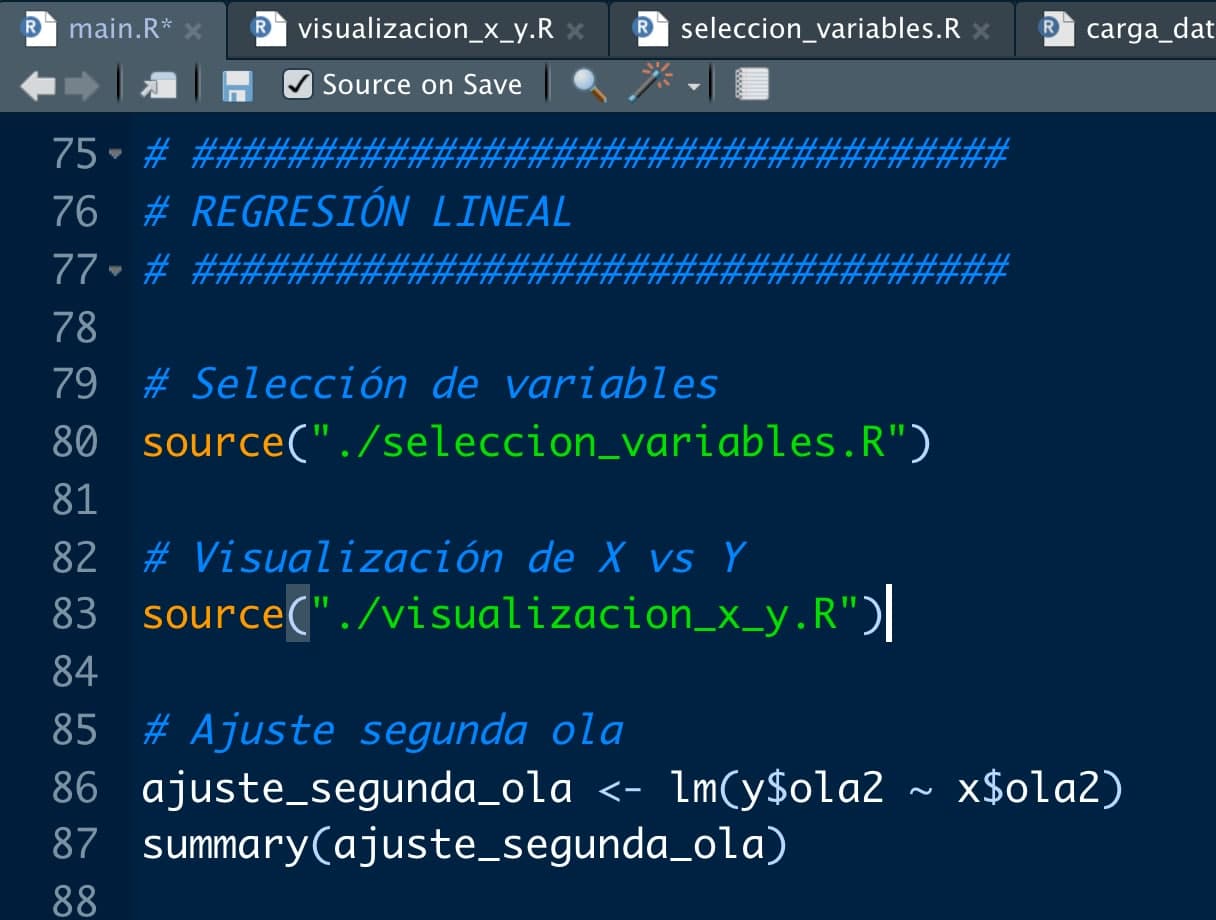 main.R* visualizacion_x_y.R seleccion_variables.R carga_dat
Source on Save
75 # ##################################
76 # REGRESIÓN LINEAL
77 # ##################################
78
79 # Selección de variables
80 source("./seleccion_variables.R")
81
82 # Visualización de X vs Y
83 source("./visualizacion_x_y.R")
84
85 # Ajuste segunda ola
86 ajuste_segunda_ola <- lm(y$ola2 ~ x$ola2)
87 summary(ajuste_segunda_ola)
88